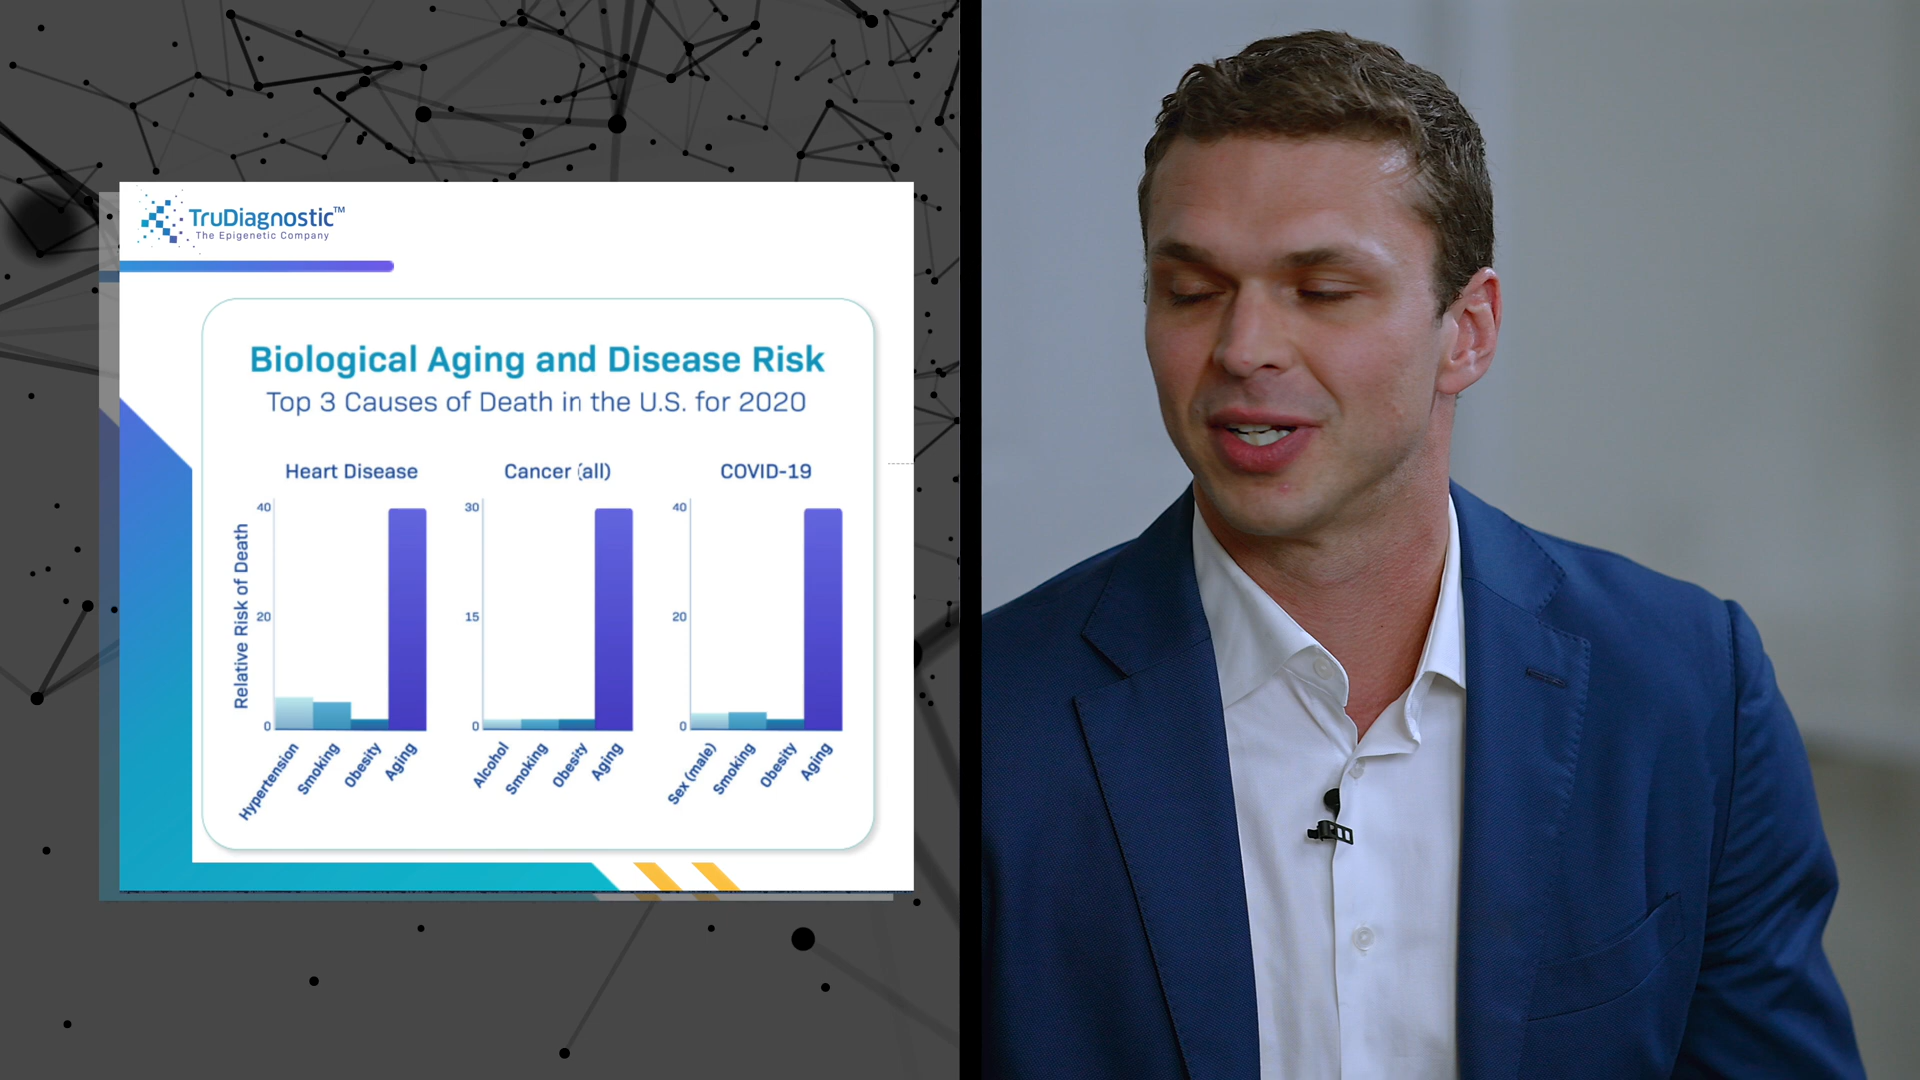 TruDiagnostic™
The Epigenetic Company
Biological Aging and Disease Risk
Top 3 Causes of Death in the U.S. for 2020
Heart Disease
Relative Risk of Death
40
20
0
Hypertension
Smoking
Obesity
Aging
Cancer (all)
30
15
0
Alcohol
Smoking
Obesity
Aging
COVID-19
40
20
0
Sex (male)
Smoking
Obesity
Aging